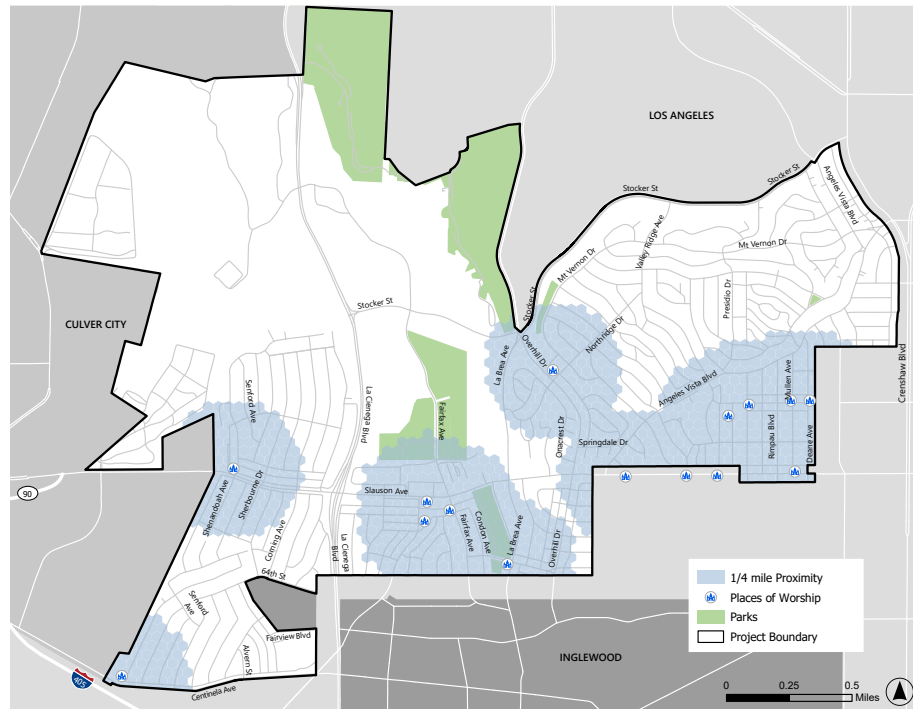 LOS ANGELES
Stocker St
Angeles Vista Blvd
Stocker St
Valley Ridge Ave
Mt Vernon Dr
Mt Vernon Dr
Stocker St
Presidio Dr
Stocker St
CULVER CITY
Overhill Dr
Northridge Dr
La Brea Ave
Crenshaw Blvd
Mullen Ave
Angeles Vista Blvd
Senford Ave
La Cienega Blvd
Fairfax Ave
Onacrest Dr
Springdale Dr
Rimpau Blvd
Deane Ave
90
Shenandoah Ave
Sherbourne Dr
Slauson Ave
Fairfax Ave
Condon Ave
La Brea Ave
Overhill Dr
Corning Ave
La Cienega
Blvd
64th St
Senford
Ave
Fairview Blvd
Alvern St
405
Centinela Ave
INGLEWOOD
1/4 mile Proximity
Places of Worship
Parks
Project Boundary
0 0.25 0.5
Miles